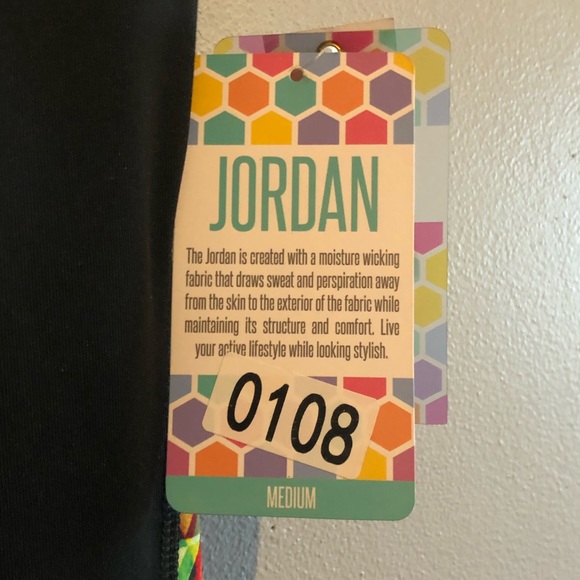 JORDAN
The Jordan is created with a moisture wicking
fabric that draws sweat and perspiration away
from the skin to the exterior of the fabric while
maintaining its structure and comfort. Live
your active lifestyle while looking stylish.
0108
MEDIUM